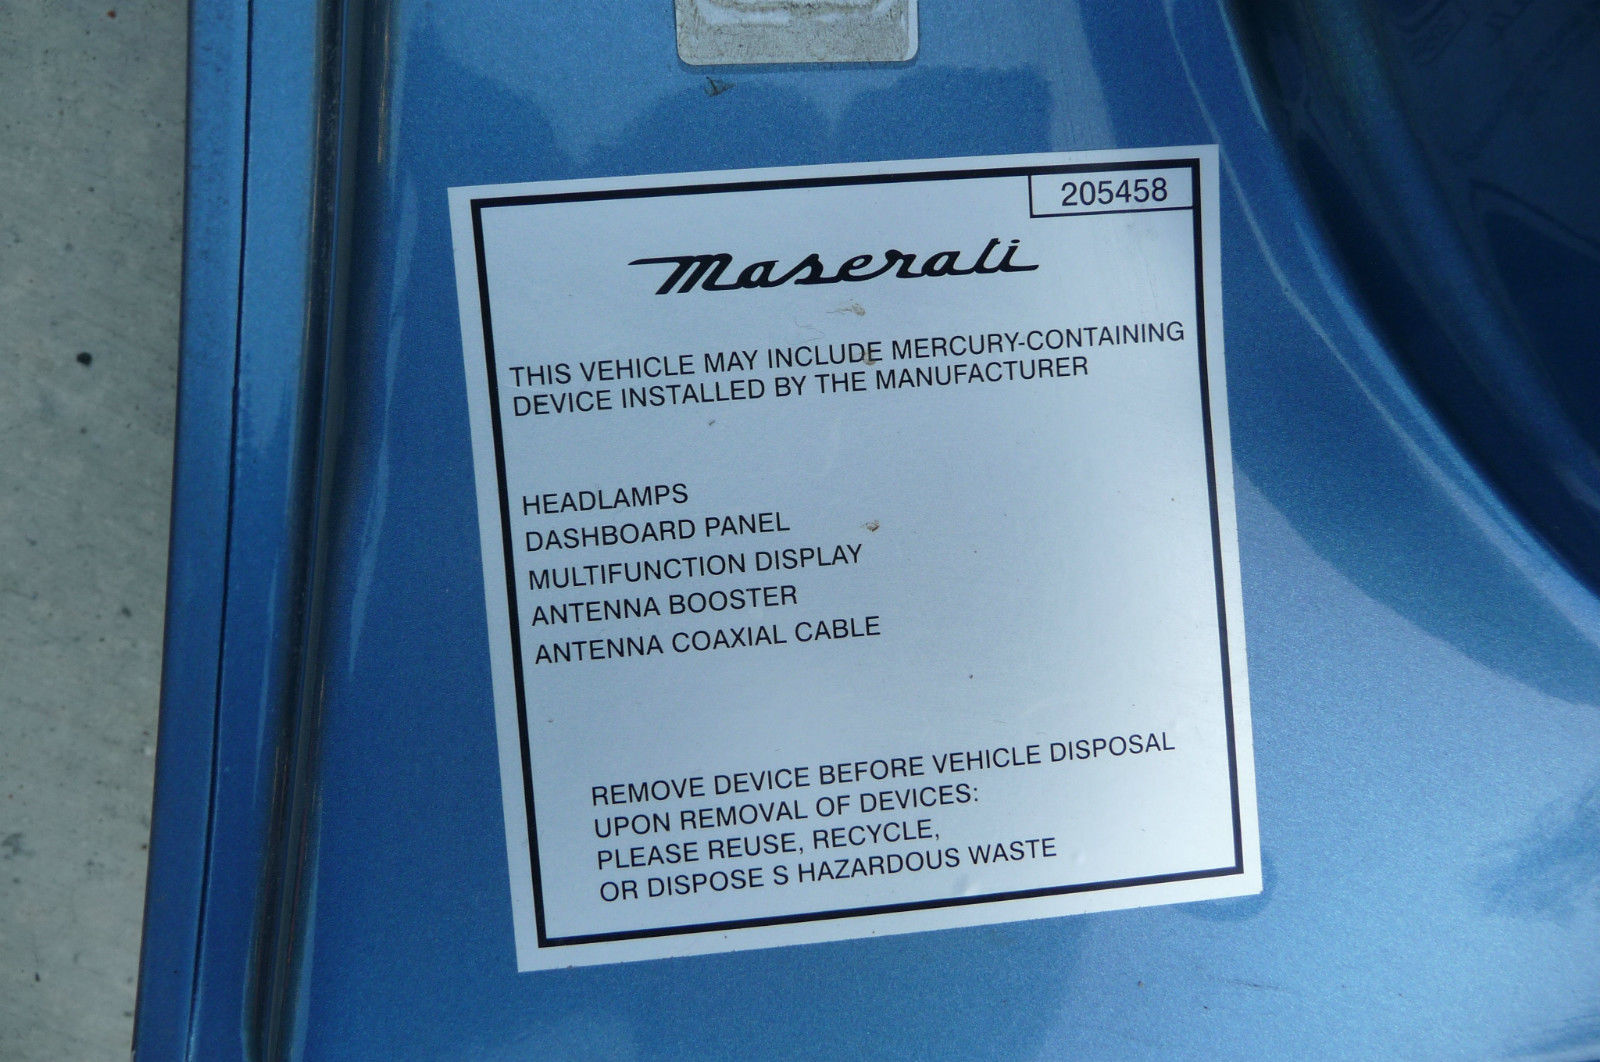 205458
Maserati
THIS VEHICLE MAY INCLUDE MERCURY-CONTAINING
DEVICE INSTALLED BY THE MANUFACTURER
HEADLAMPS
DASHBOARD PANEL
MULTIFUNCTION DISPLAY
ANTENNA BOOSTER
ANTENNA COAXIAL CABLE
REMOVE DEVICE BEFORE VEHICLE DISPOSAL
UPON REMOVAL OF DEVICES:
PLEASE REUSE, RECYCLE,
OR DISPOSE S HAZARDOUS WASTE